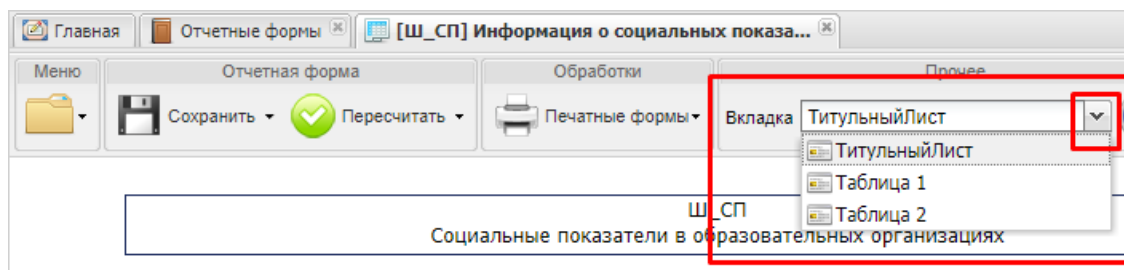 Главная
Отчетные формы
[Ш_СП] Информация о социальных показа...
Меню
Отчетная форма
Обработки
Прочее
Сохранить
Пересчитать
Печатные формы
Вкладка
ТитульныйЛист
ТитульныйЛист
Таблица 1
Таблица 2
Ш_СП
Социальные показатели в образовательных организациях